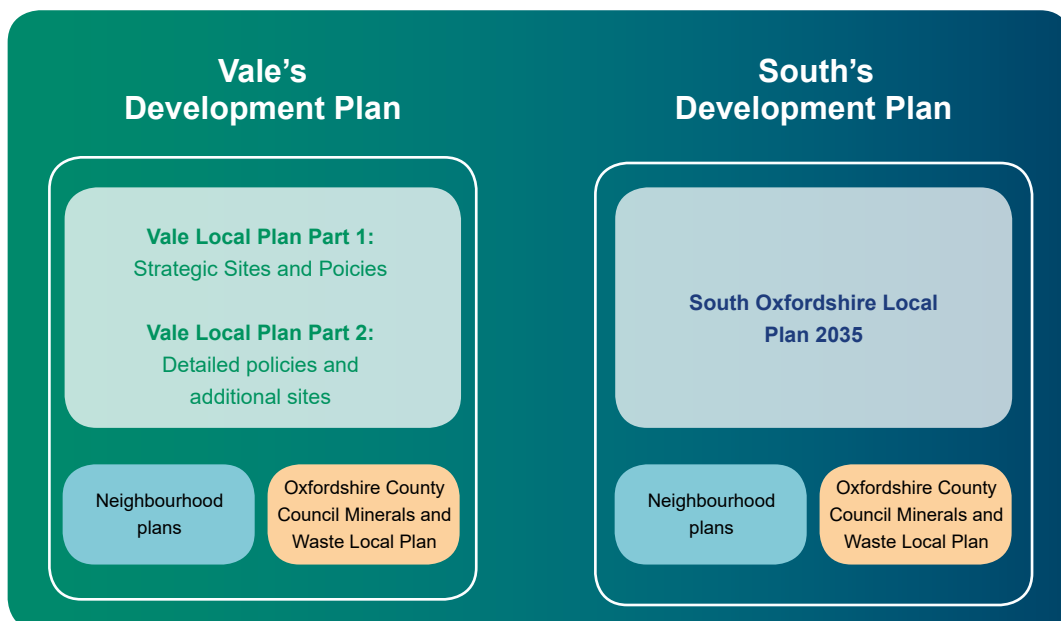 Vale’s
Development Plan
Vale Local Plan Part 1:
Strategic Sites and Poicies
Vale Local Plan Part 2:
Detailed policies and
additional sites
Neighbourhood
plans
Oxfordshire County
Council Minerals and
Waste Local Plan
South’s
Development Plan
South Oxfordshire Local
Plan 2035
Neighbourhood
plans
Oxfordshire County
Council Minerals and
Waste Local Plan